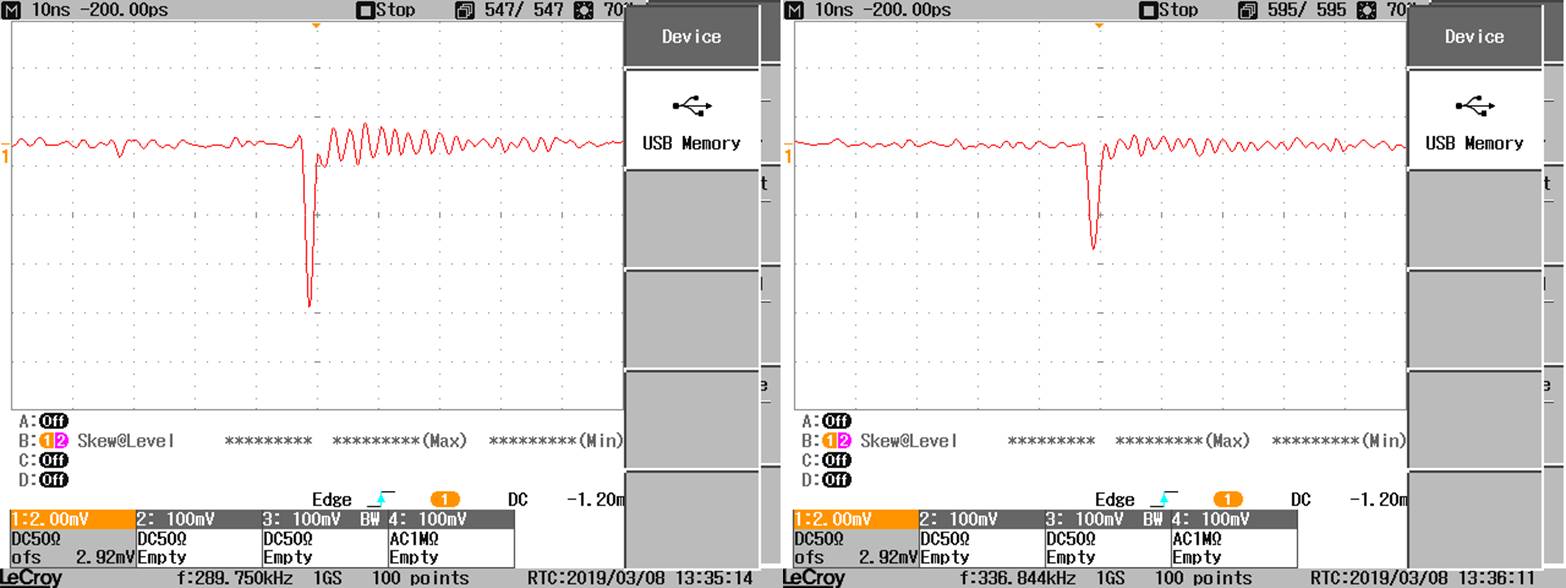 M 10ns -200.00ps Stop 547/ 547 70
Device
USB Memory
1
t
e
A: Off
B: 1 2 Skew@Level ********* *********(Max) *********(Min)
C: Off
D: Off
Edge 1 DC -1.20m
1:2.00mV 2: 100mV 3: 100mV BW 4: 100mV
DC50Ω DC50Ω DC50Ω AC1MΩ
ofs 2.92mV Empty Empty Empty
LeCroy f:289.750kHz 1GS 100 points RTC:2019/03/08 13:35:14
M 10ns -200.00ps Stop 595/ 595 70
Device
USB Memory
1
t
e
A: Off
B: 1 2 Skew@Level ********* *********(Max) *********(Min)
C: Off
D: Off
Edge 1 DC -1.20m
1:2.00mV 2: 100mV 3: 100mV BW 4: 100mV
DC50Ω DC50Ω DC50Ω AC1MΩ
ofs 2.92mV Empty Empty Empty
LeCroy f:336.844kHz 1GS 100 points RTC:2019/03/08 13:36:11